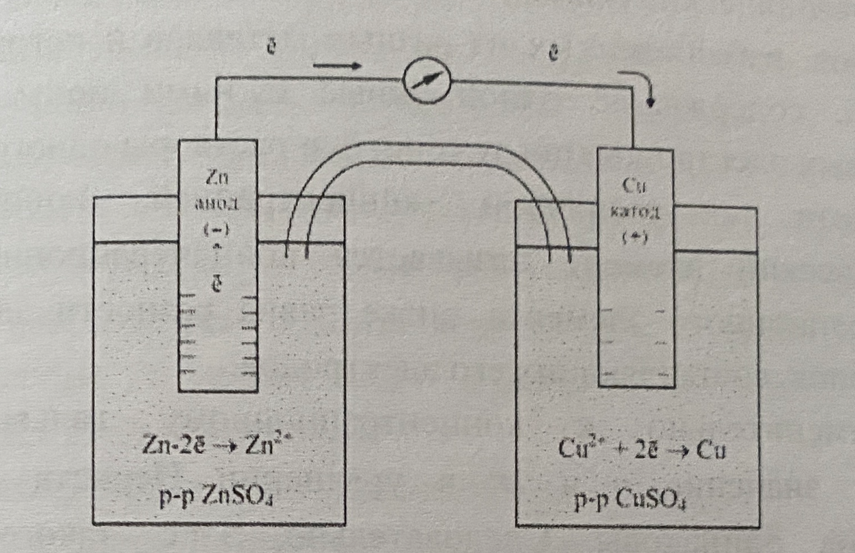 ē ē
Zn
анод
(−)
ē
Cu
катод
(+)
Zn-2ē → Zn²⁺
р-р ZnSO₄
Cu²⁺ + 2ē → Cu
р-р CuSO₄